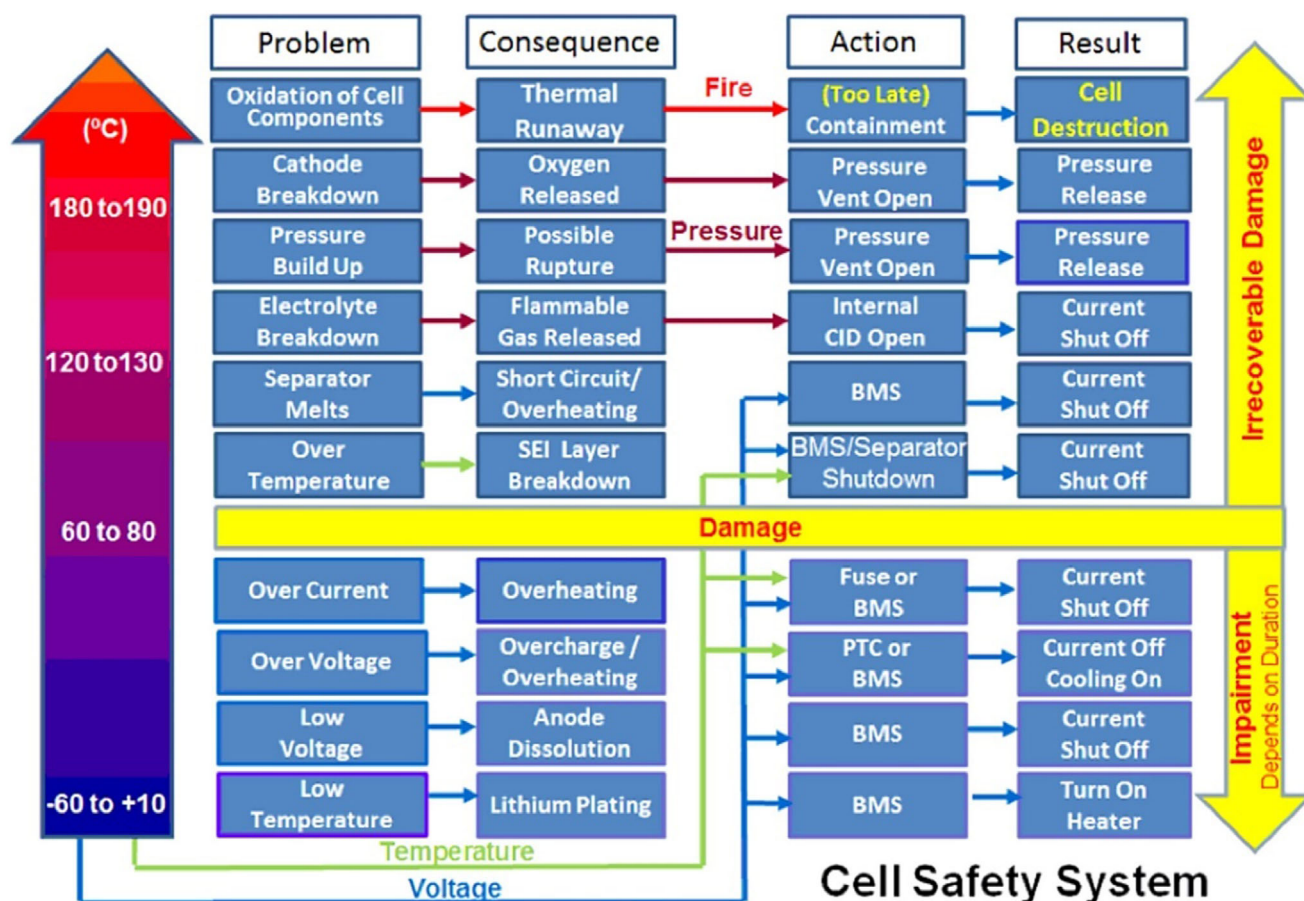 Problem
Consequence
Action
Result
(ºC)
Oxidation of Cell
Components
Thermal
Runaway
Fire
(Too Late)
Containment
Cell
Destruction
180 to190
Cathode
Breakdown
Oxygen
Released
Pressure
Vent Open
Pressure
Release
Pressure
Build Up
Possible
Rupture
Pressure
Pressure
Vent Open
Pressure
Release
120 to130
Electrolyte
Breakdown
Flammable
Gas Released
Internal
CID Open
Current
Shut Off
Separator
Melts
Short Circuit/
Overheating
BMS
Current
Shut Off
Over
Temperature
SEI Layer
Breakdown
BMS/Separator
Shutdown
Current
Shut Off
Irrecoverable Damage
60 to 80
Damage
Over Current
Overheating
Fuse or
BMS
Current
Shut Off
Over Voltage
Overcharge /
Overheating
PTC or
BMS
Current Off
Cooling On
Low
Voltage
Anode
Dissolution
BMS
Current
Shut Off
-60 to +10
Low
Temperature
Lithium Plating
BMS
Turn On
Heater
Impairment
Depends on Duration
Temperature
Voltage
Cell Safety System